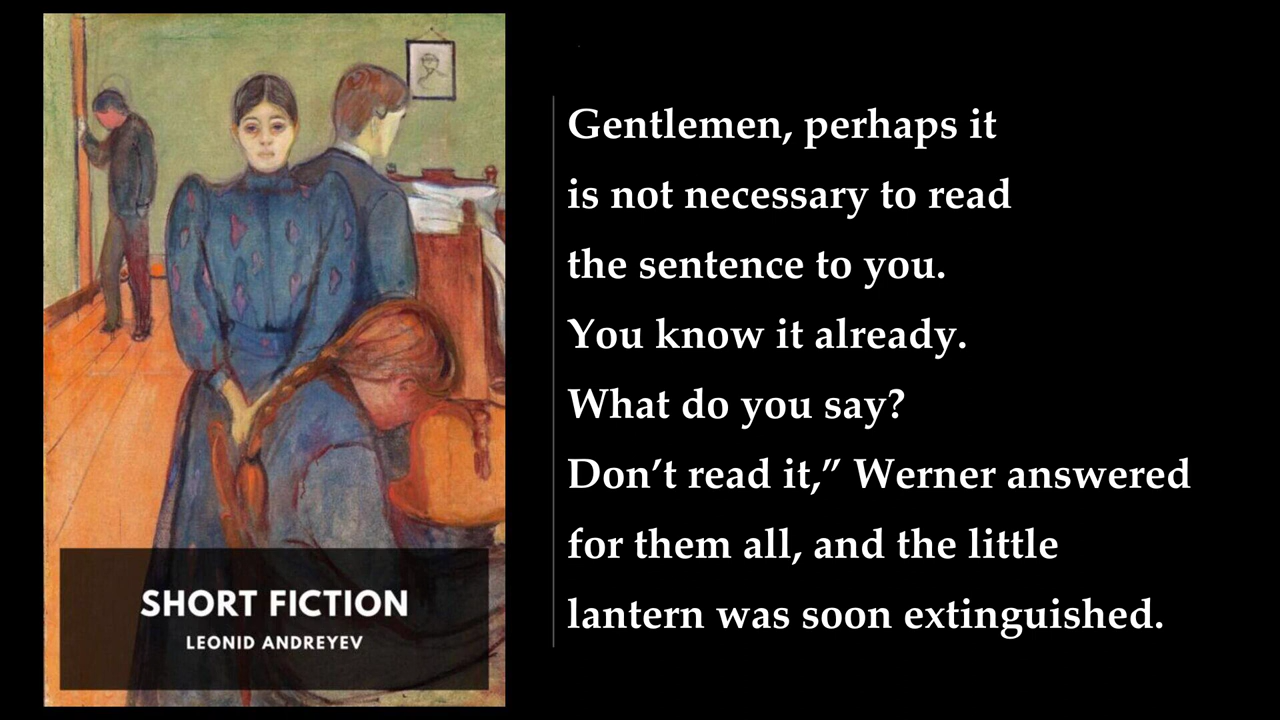 SHORT FICTION
LEONID ANDREYEV
Gentlemen, perhaps it
is not necessary to read
the sentence to you.
You know it already.
What do you say?
Don’t read it,” Werner answered
for them all, and the little
lantern was soon extinguished.